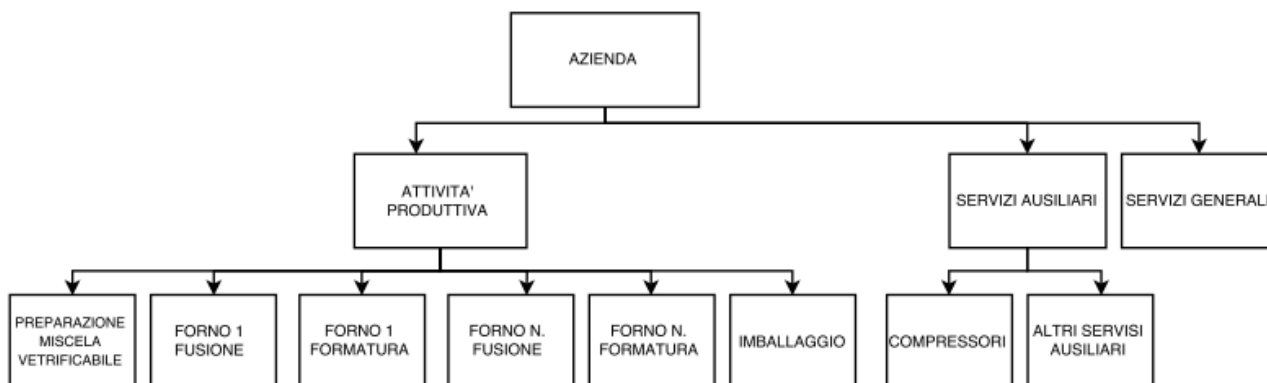 AZIENDA
ATTIVITA'
PRODUTTIVA
SERVIZI AUSILIARI
SERVIZI GENERALI
PREPARAZIONE
MISCELA
VETRIFICABILE
FORNO 1
FUSIONE
FORNO 1
FORMATURA
FORNO N.
FUSIONE
FORNO N.
FORMATURA
IMBALLAGGIO
COMPRESSORI
ALTRI SERVISI
AUSILIARI